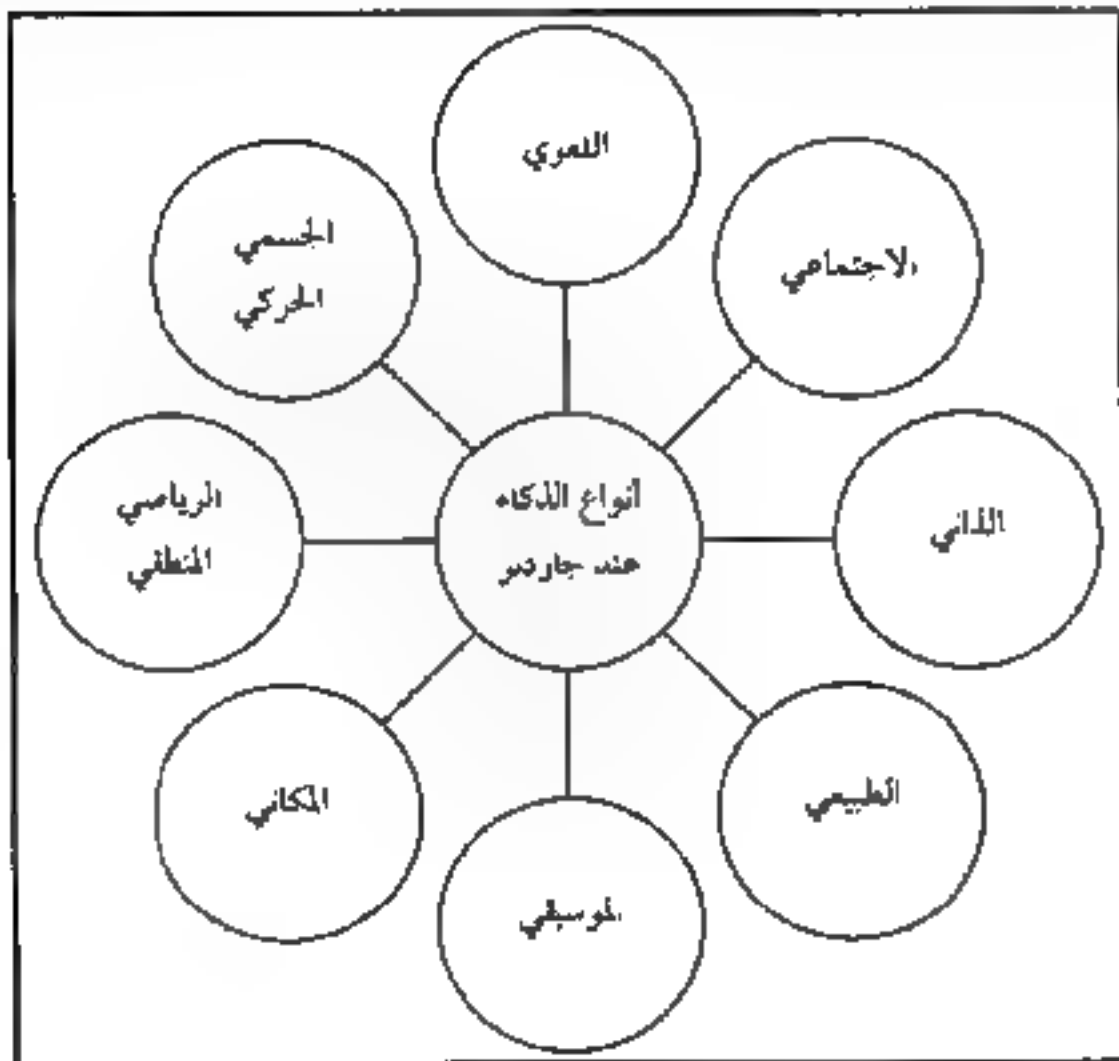 اللغوي
الاجتماعي
الجسمي
الحركي
الذاتي
أنواع الذكاء
عند جاردنر
الرياضي
المنطقي
الطبيعي
المكاني
الموسيقي